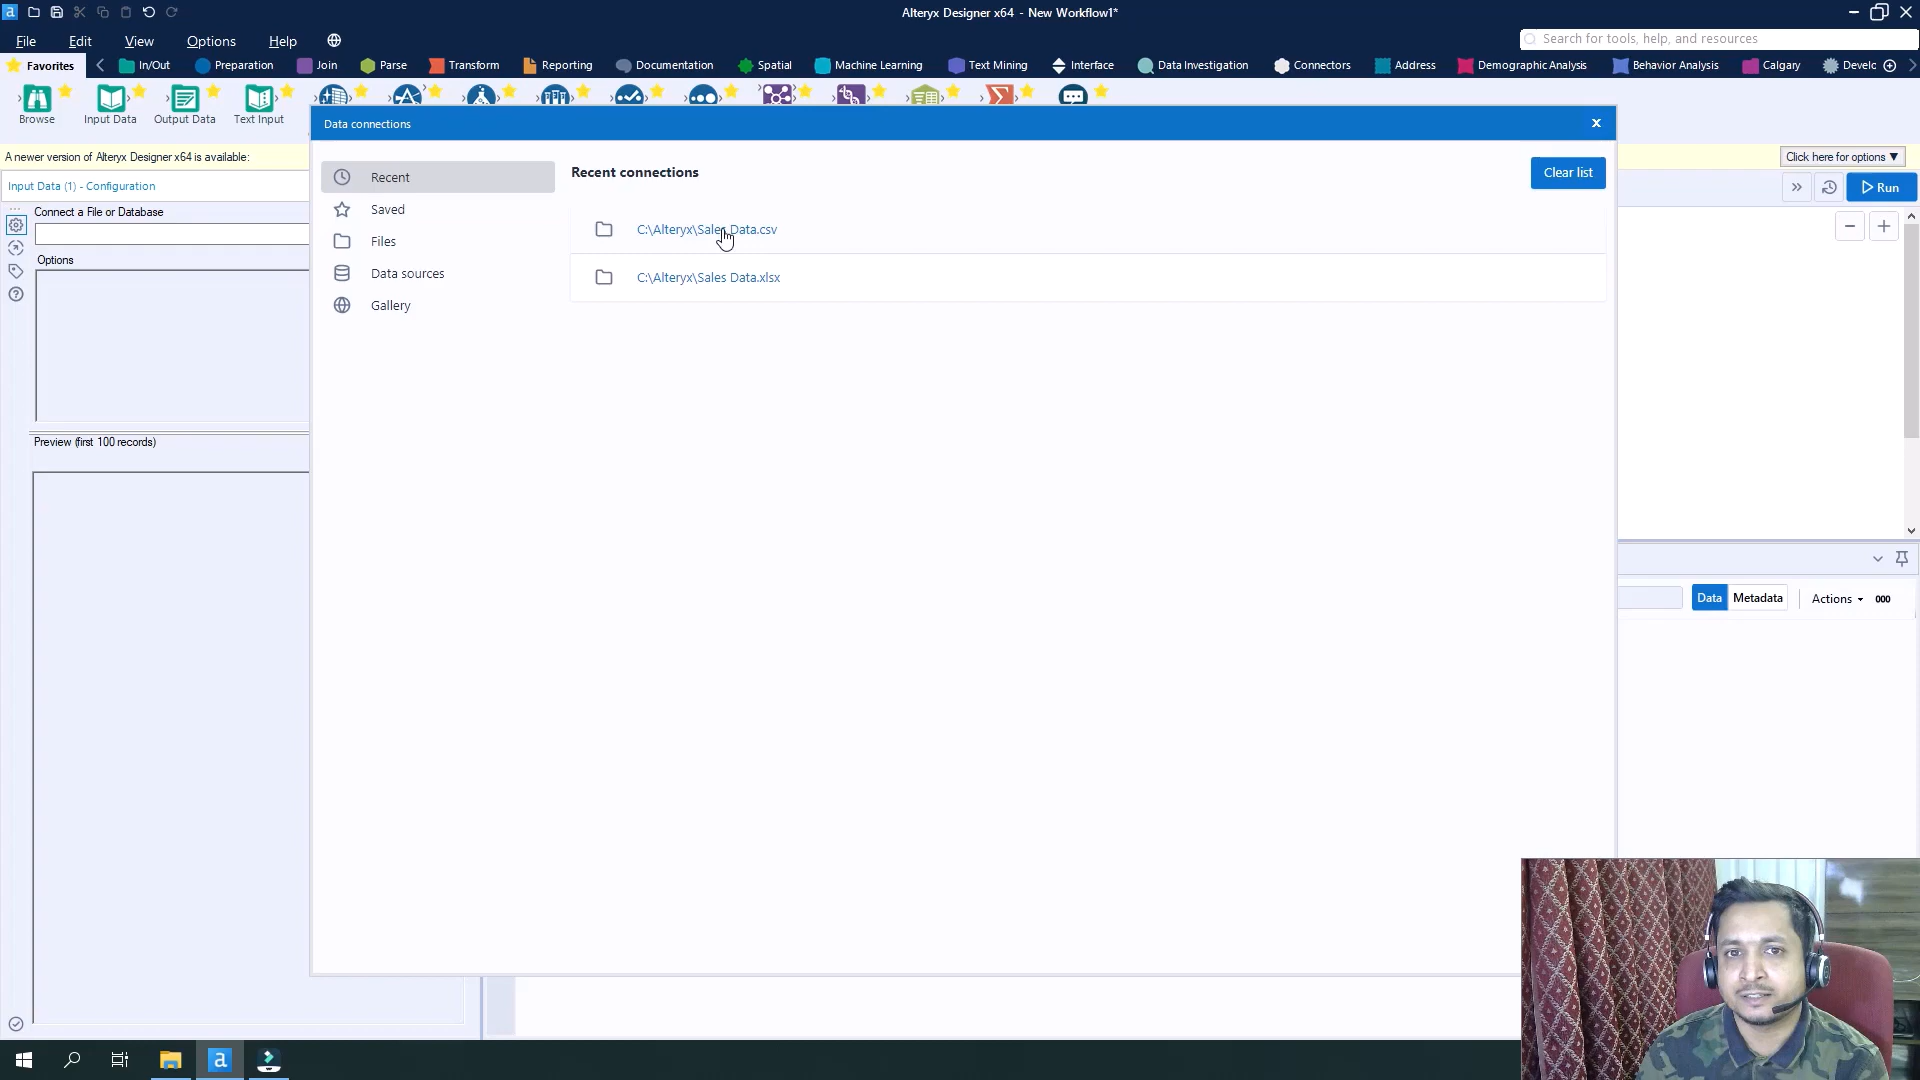 Alteryx Designer x64 - New Workflow1*
File Edit View Options Help
Search for tools, help, and resources
Favorites In/Out Preparation Join Parse Transform Reporting Documentation Spatial Machine Learning Text Mining Interface Data Investigation Connectors Address Demographic Analysis Behavior Analysis Calgary Develo
Browse Input Data Output Data Text Input
Data connections
A newer version of Alteryx Designer x64 is available:
Click here for options ▼
Input Data (1) - Configuration
Run
Connect a File or Database
Options
Preview (first 100 records)
Recent
Saved
Files
Data sources
Gallery
Recent connections
Clear list
C:\Alteryx\Sales Data.csv
C:\Alteryx\Sales Data.xlsx
Data Metadata Actions 000